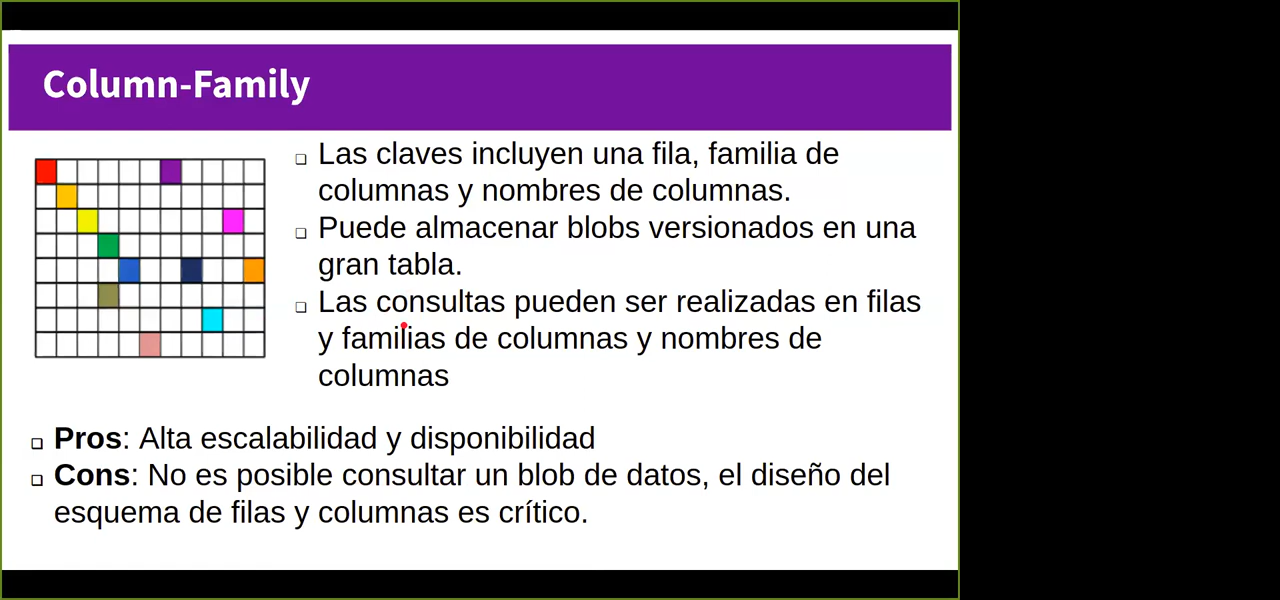 Column-Family
❑ Las claves incluyen una fila, familia de
columnas y nombres de columnas.
❑ Puede almacenar blobs versionados en una
gran tabla.
❑ Las consultas pueden ser realizadas en filas
y familias de columnas y nombres de
columnas
❑ Pros: Alta escalabilidad y disponibilidad
❑ Cons: No es posible consultar un blob de datos, el diseño del
esquema de filas y columnas es crítico.